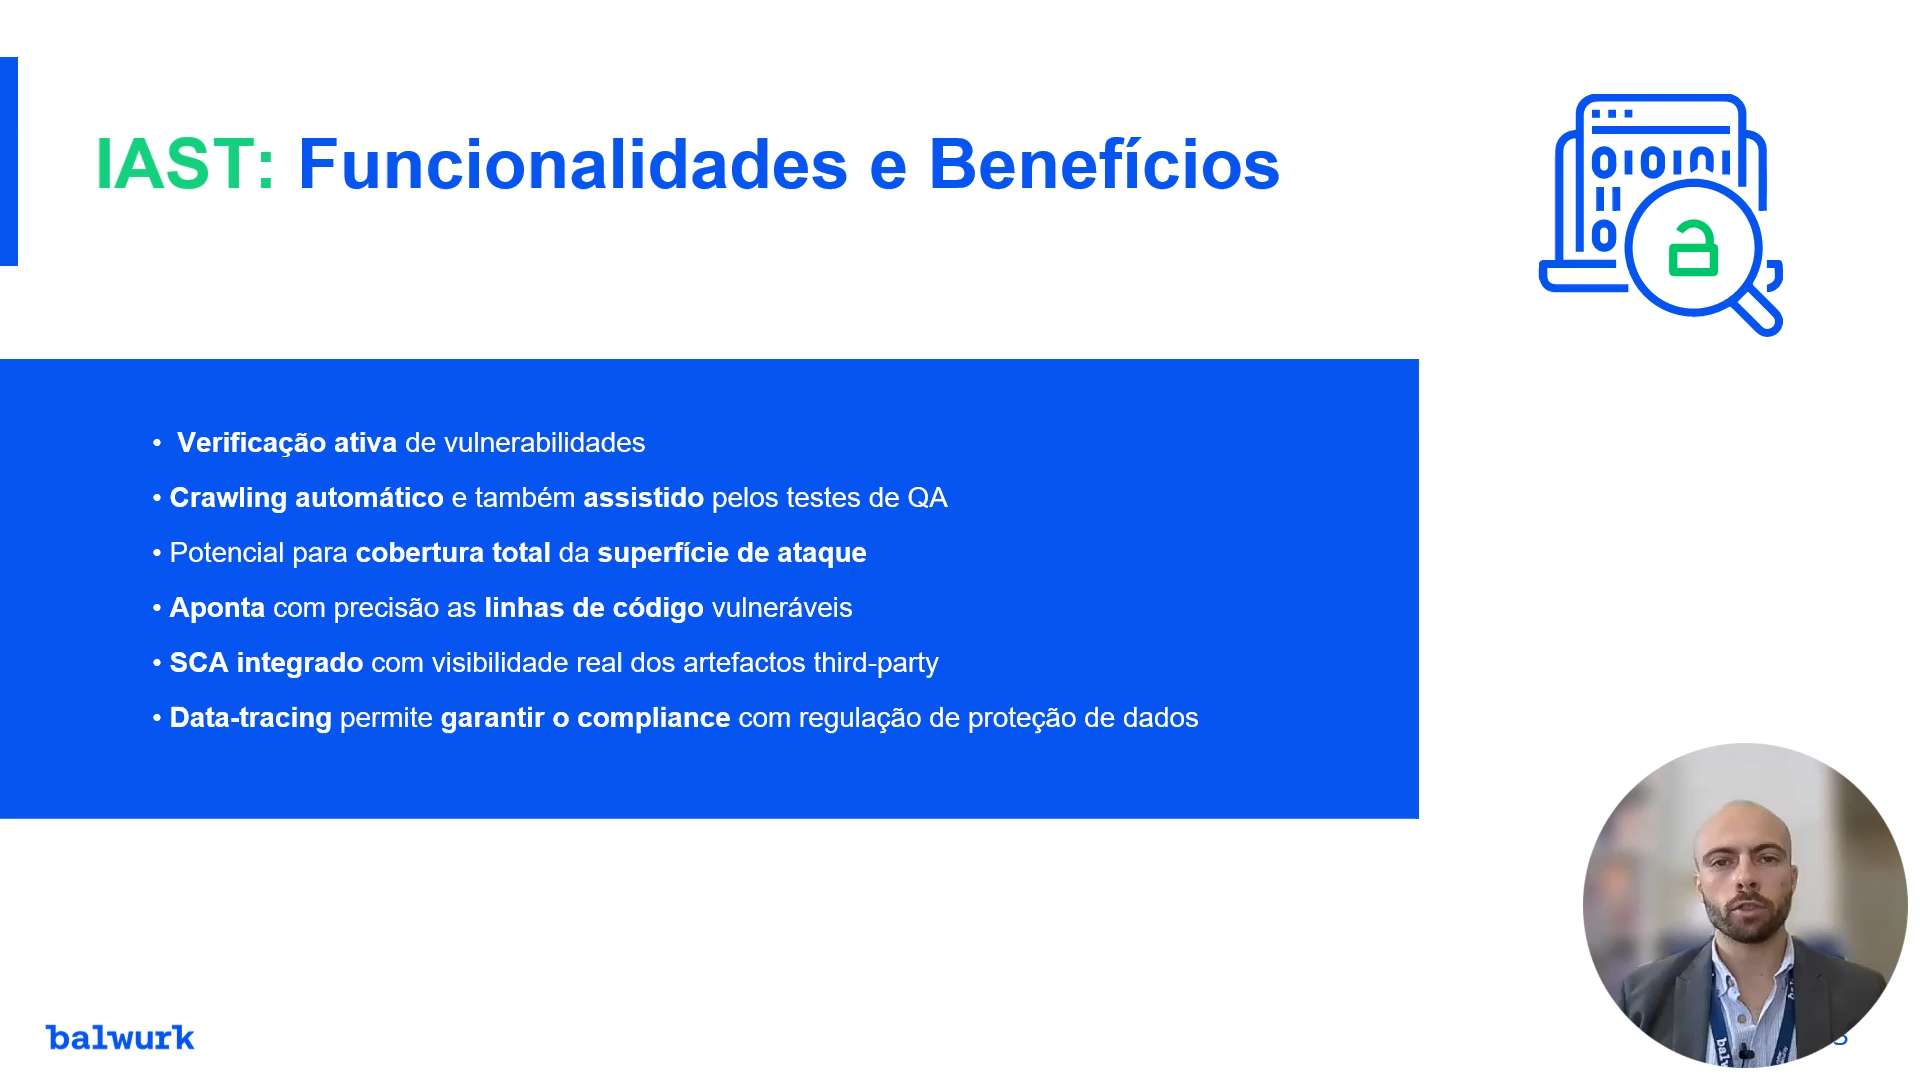 IAST: Funcionalidades e Benefícios
• Verificação ativa de vulnerabilidades
• Crawling automático e também assistido pelos testes de QA
• Potencial para cobertura total da superfície de ataque
• Aponta com precisão as linhas de código vulneráveis
• SCA integrado com visibilidade real dos artefactos third-party
• Data-tracing permite garantir o compliance com regulação de proteção de dados
balwurk